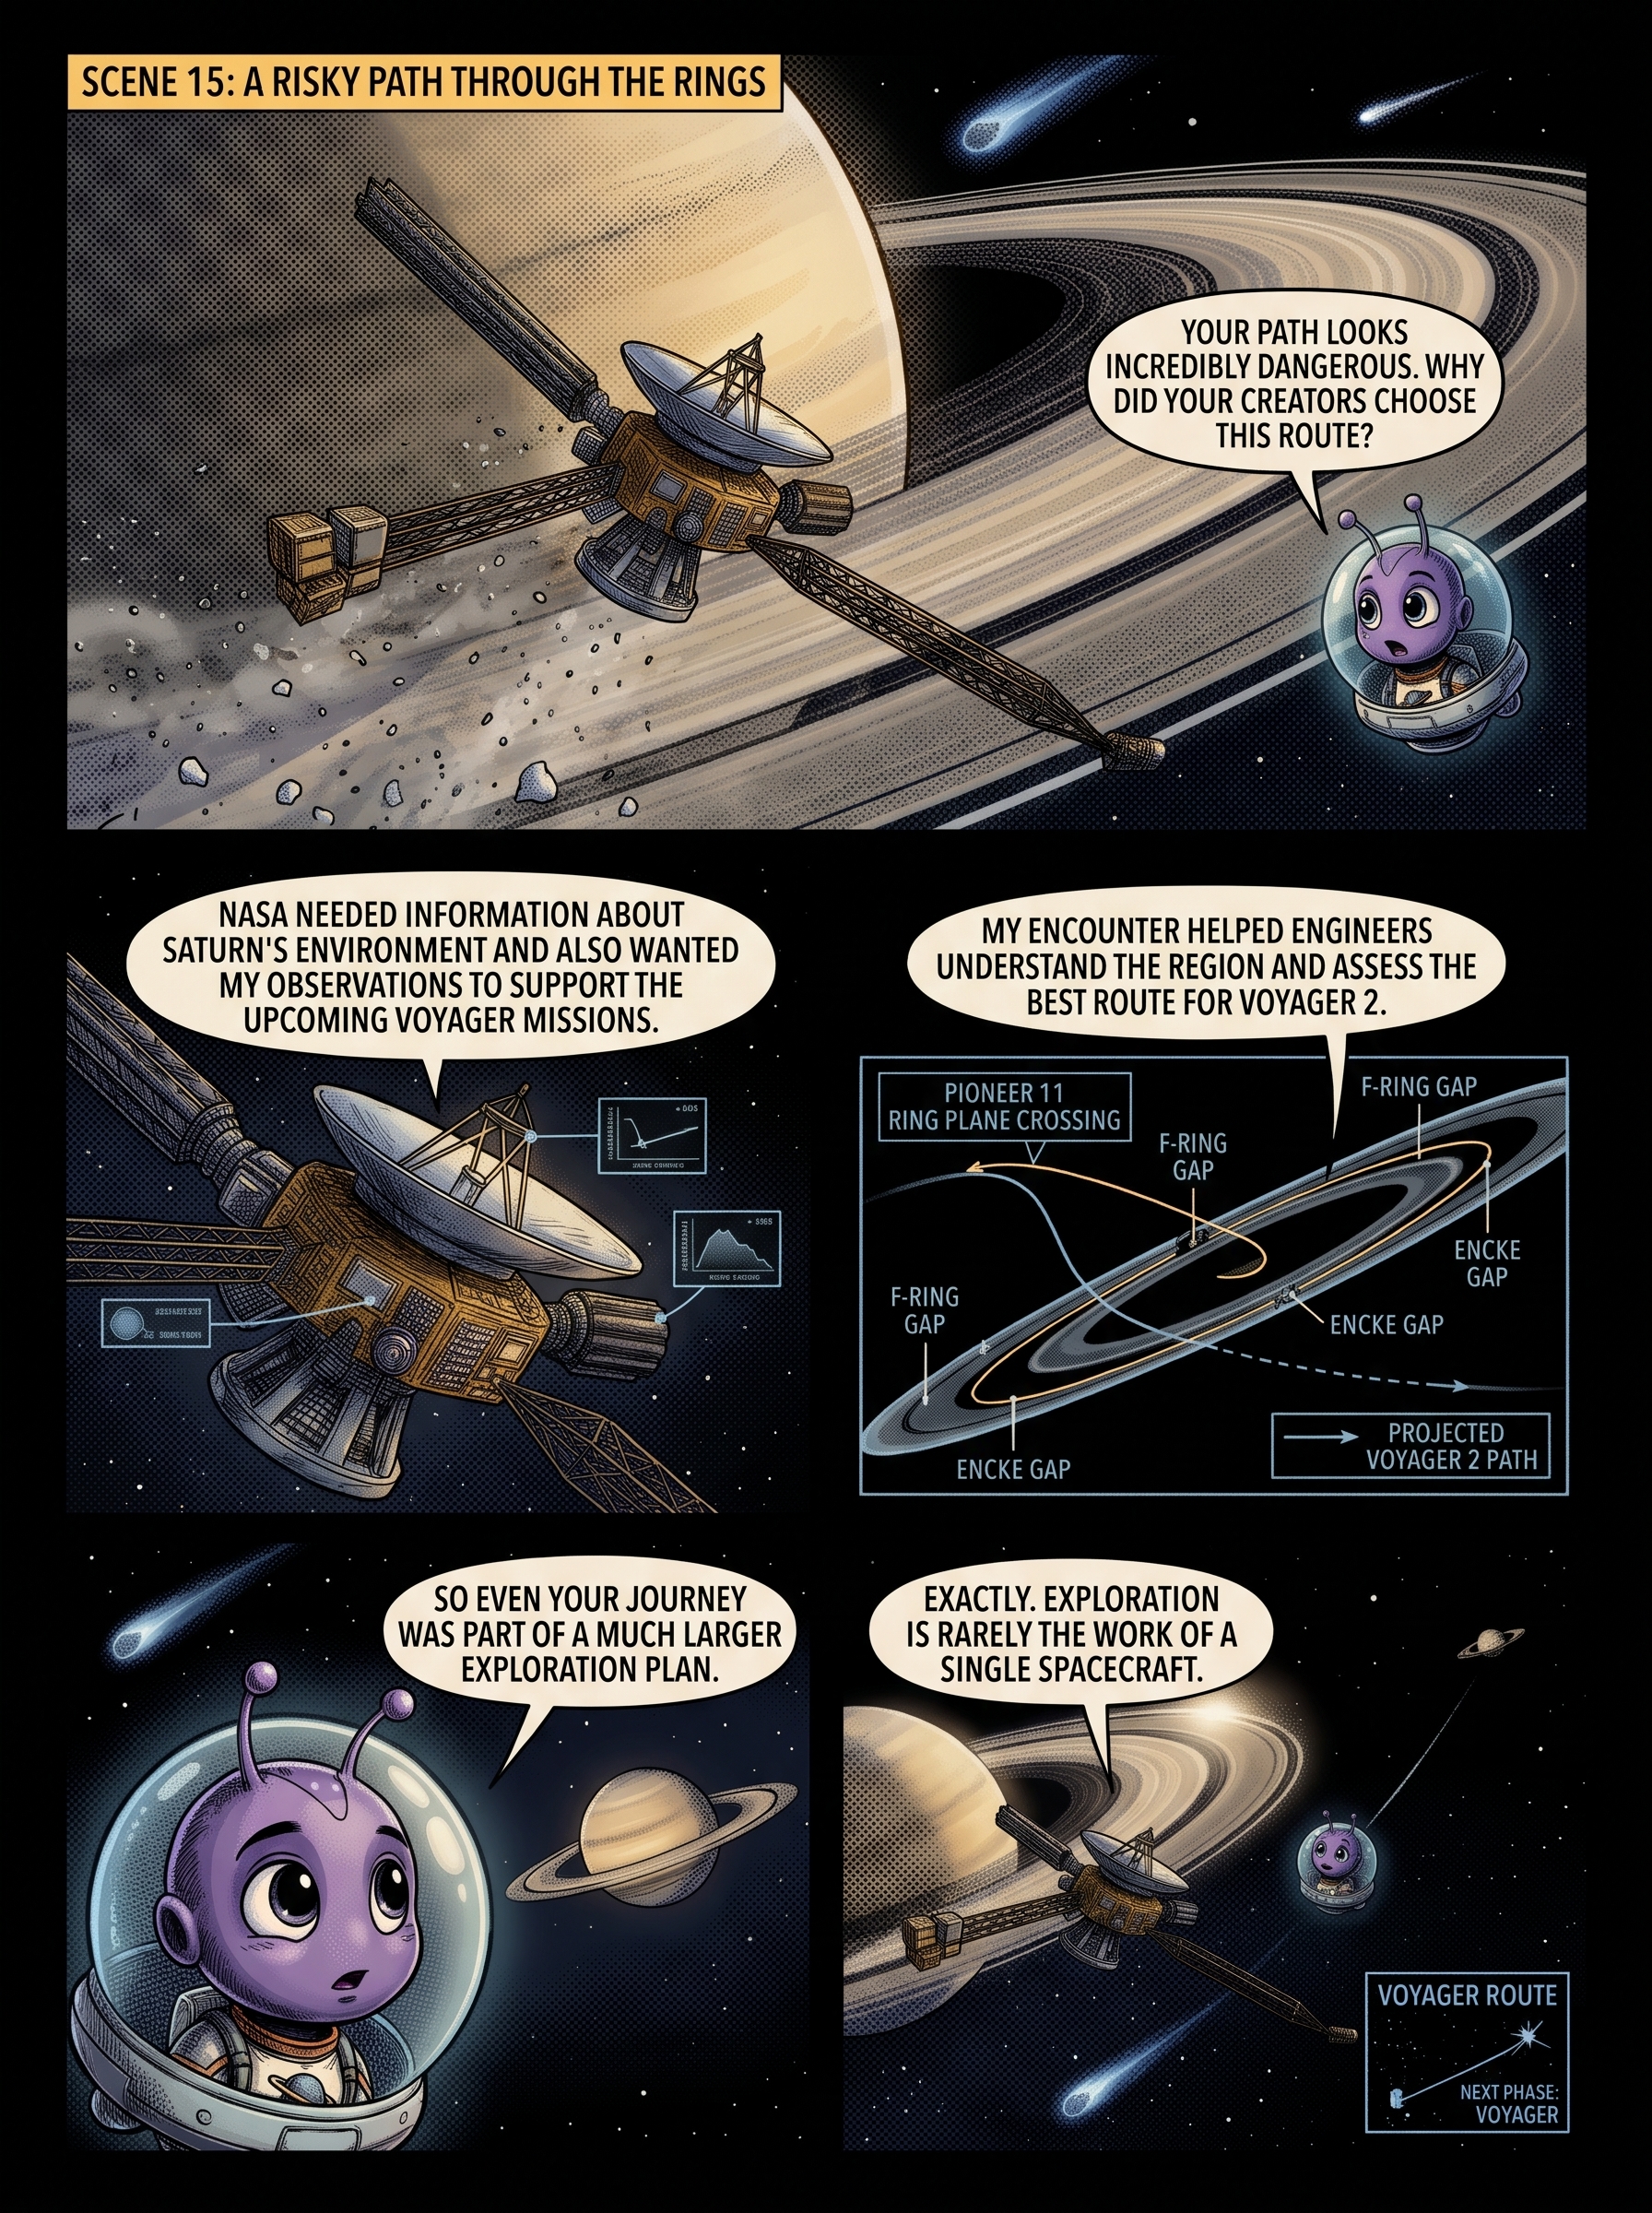 SCENE 15: A RISKY PATH THROUGH THE RINGS
YOUR PATH LOOKS
INCREDIBLY DANGEROUS. WHY
DID YOUR CREATORS CHOOSE
THIS ROUTE?
NASA NEEDED INFORMATION ABOUT
SATURN'S ENVIRONMENT AND ALSO WANTED
MY OBSERVATIONS TO SUPPORT THE
UPCOMING VOYAGER MISSIONS.
MY ENCOUNTER HELPED ENGINEERS
UNDERSTAND THE REGION AND ASSESS THE
BEST ROUTE FOR VOYAGER 2.
PIONEER 11
RING PLANE CROSSING
F-RING GAP
F-RING
GAP
ENCKE
GAP
F-RING
GAP
ENCKE GAP
ENCKE GAP
PROJECTED
VOYAGER 2 PATH
SO EVEN YOUR JOURNEY
WAS PART OF A MUCH LARGER
EXPLORATION PLAN.
EXACTLY. EXPLORATION
IS RARELY THE WORK OF A
SINGLE SPACECRAFT.
VOYAGER ROUTE
NEXT PHASE:
VOYAGER